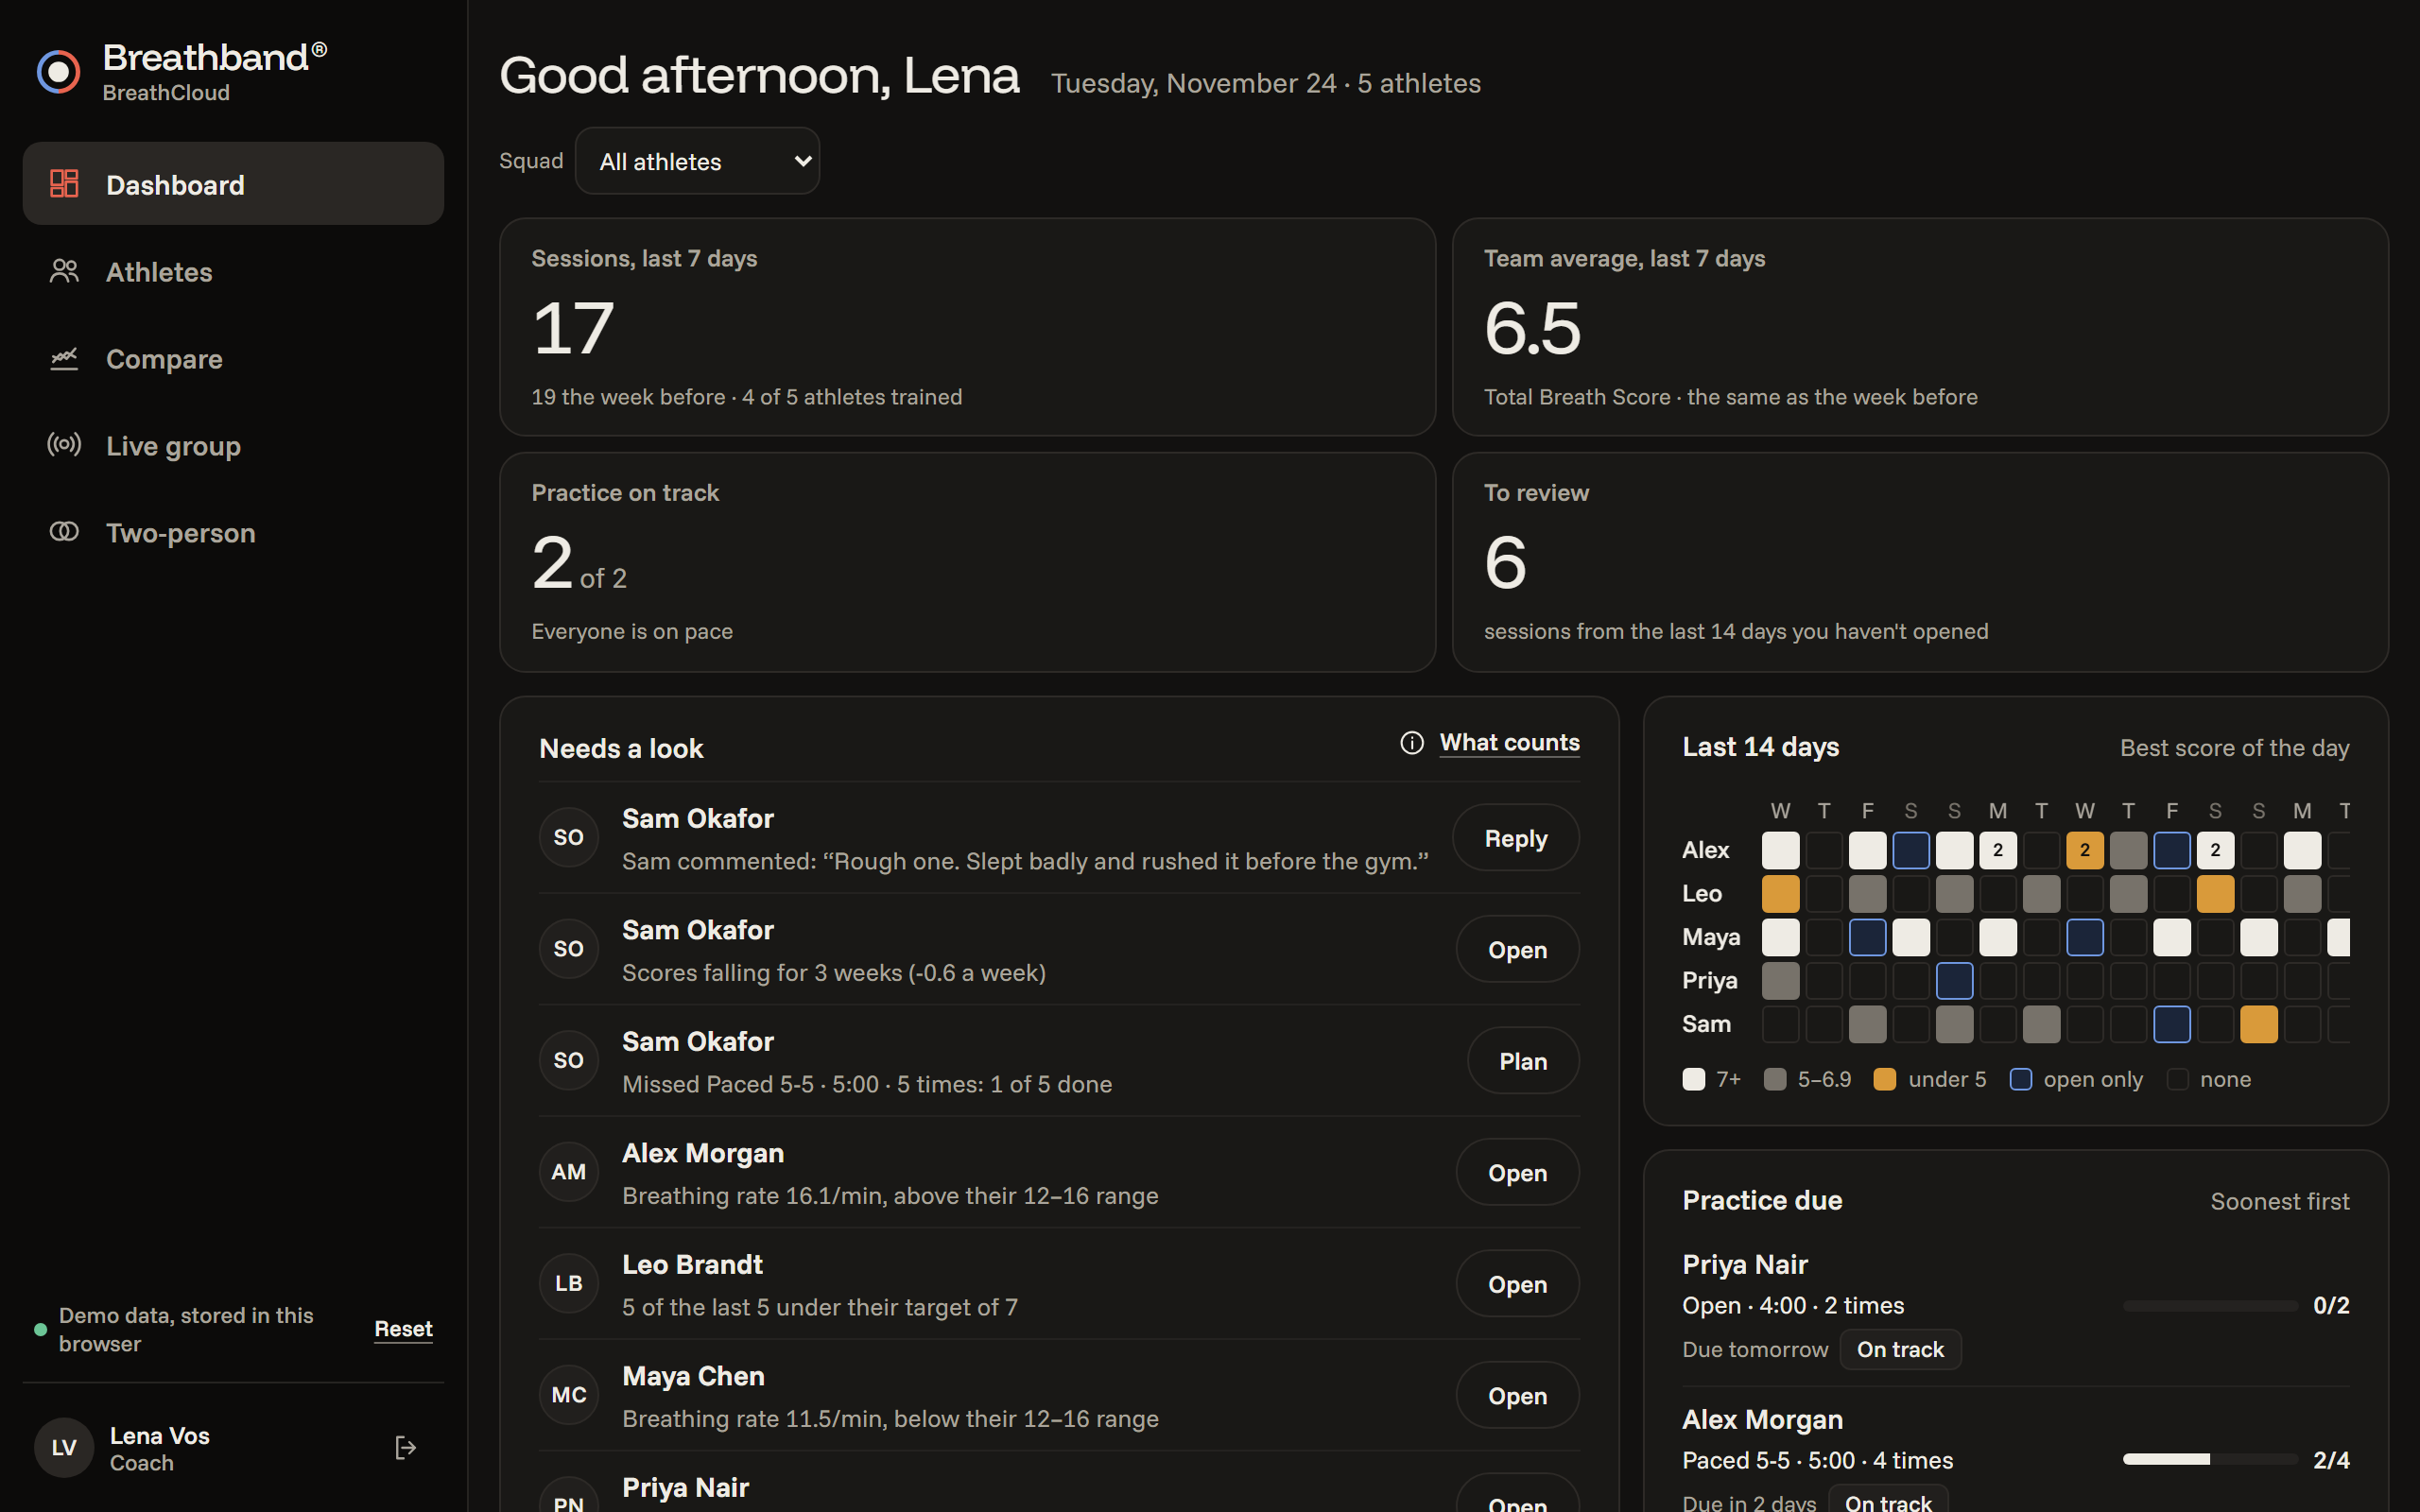 Breathband®
BreathCloud
Dashboard
Athletes
Compare
Live group
Two-person
Demo data, stored in this
browser
Reset
LV
Lena Vos
Coach
Good afternoon, Lena
Tuesday, November 24 · 5 athletes
Squad
All athletes
Sessions, last 7 days
17
19 the week before · 4 of 5 athletes trained
Team average, last 7 days
6.5
Total Breath Score · the same as the week before
Practice on track
2 of 2
Everyone is on pace
To review
6
sessions from the last 14 days you haven't opened
Needs a look
What counts
SO
Sam Okafor
Sam commented: “Rough one. Slept badly and rushed it before the gym.”
Reply
SO
Sam Okafor
Scores falling for 3 weeks (-0.6 a week)
Open
SO
Sam Okafor
Missed Paced 5-5 · 5:00 · 5 times: 1 of 5 done
Plan
AM
Alex Morgan
Breathing rate 16.1/min, above their 12–16 range
Open
LB
Leo Brandt
5 of the last 5 under their target of 7
Open
MC
Maya Chen
Breathing rate 11.5/min, below their 12–16 range
Open
PN
Priya Nair
Open
Last 14 days
Best score of the day
W T F S S M T W T F S S M T
Alex 2 2 2
Leo
Maya
Priya
Sam
7+ 5–6.9 under 5 open only none
Practice due
Soonest first
Priya Nair
Open · 4:00 · 2 times
0/2
Due tomorrow
On track
Alex Morgan
Paced 5-5 · 5:00 · 4 times
2/4
Due in 2 days
On track